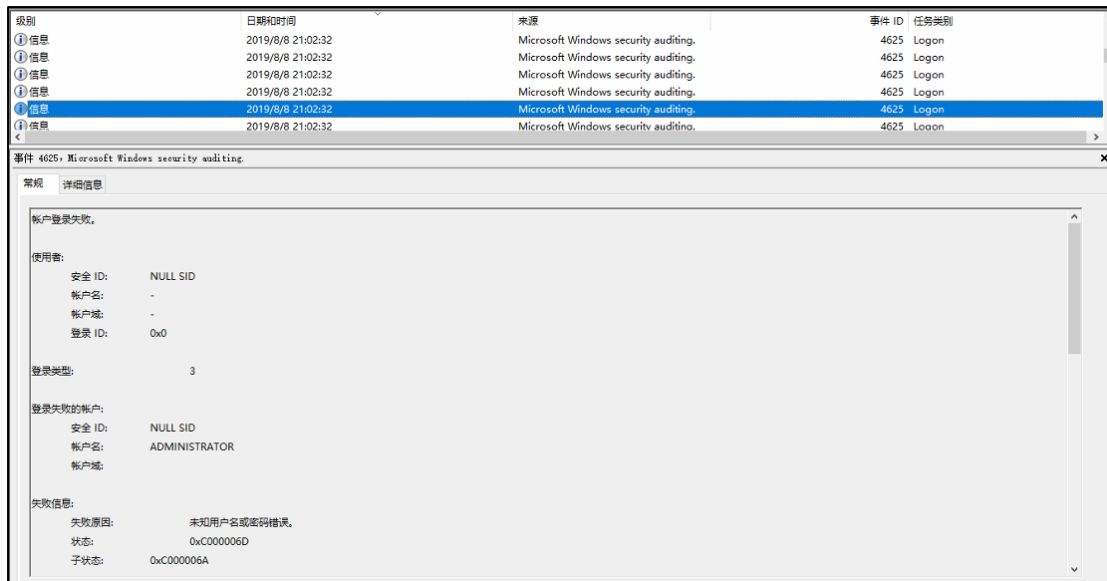 级别 日期和时间 来源 事件 ID 任务类别
信息 2019/8/8 21:02:32 Microsoft Windows security auditing. 4625 Logon
信息 2019/8/8 21:02:32 Microsoft Windows security auditing. 4625 Logon
信息 2019/8/8 21:02:32 Microsoft Windows security auditing. 4625 Logon
信息 2019/8/8 21:02:32 Microsoft Windows security auditing. 4625 Logon
信息 2019/8/8 21:02:32 Microsoft Windows security auditing. 4625 Logon
信息 2019/8/8 21:02:32 Microsoft Windows security auditing. 4625 Logon
事件 4625，Microsoft Windows security auditing.
常规 详细信息
帐户登录失败。
使用者:
安全 ID: NULL SID
帐户名: -
帐户域: -
登录 ID: 0x0
登录类型: 3
登录失败的帐户:
安全 ID: NULL SID
帐户名: ADMINISTRATOR
帐户域:
失败信息:
失败原因: 未知用户名或密码错误。
状态: 0xC000006D
子状态: 0xC000006A